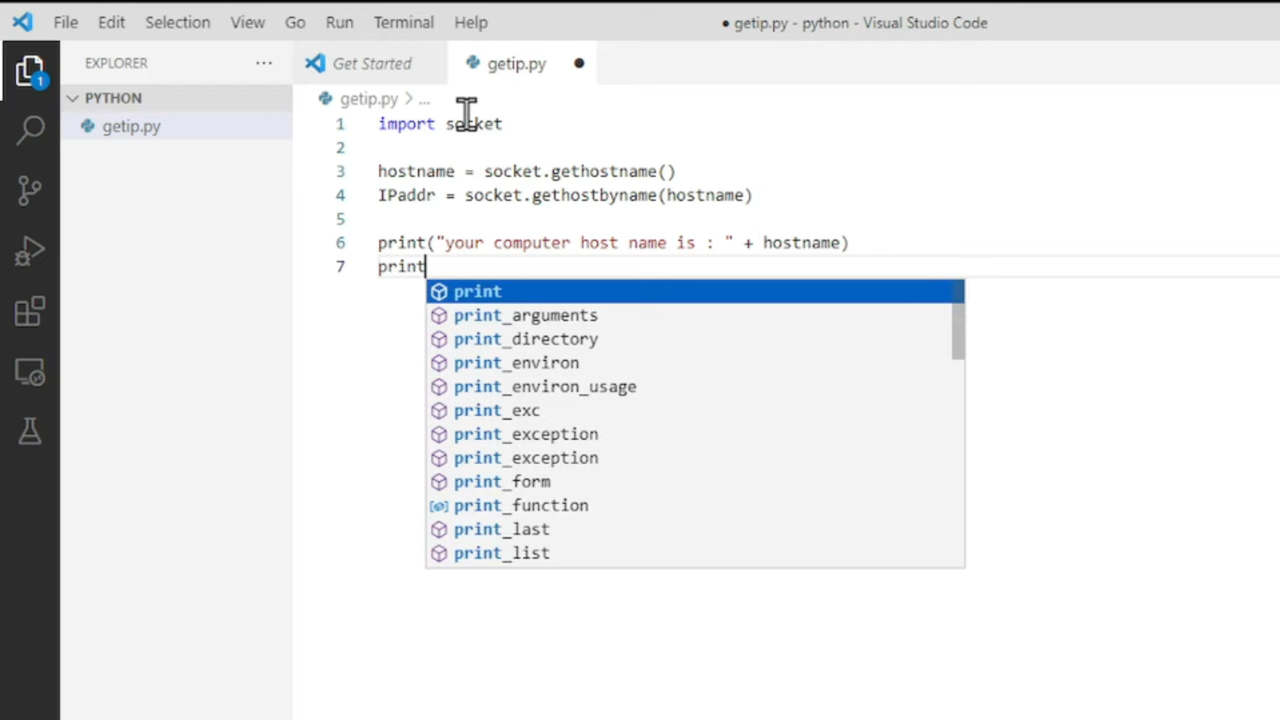 File Edit Selection View Go Run Terminal Help
● getip.py - python - Visual Studio Code
EXPLORER ...
Get Started
getip.py
1
PYTHON
getip.py
getip.py > ...
1 import socket
2
3 hostname = socket.gethostname()
4 IPaddr = socket.gethostbyname(hostname)
5
6 print("your computer host name is : " + hostname)
7 print
print
print_arguments
print_directory
print_environ
print_environ_usage
print_exc
print_exception
print_exception
print_form
print_function
print_last
print_list